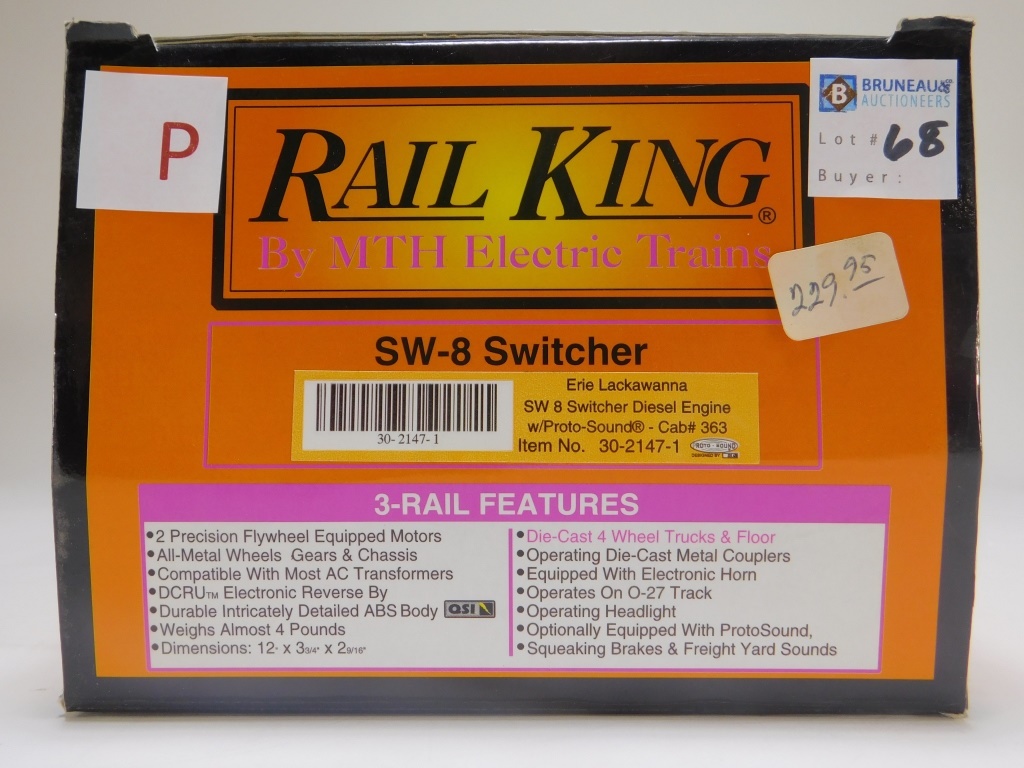 P
BRUNEAU & CO
AUCTIONEERS
Lot # 68
Buyer:
RAIL KING®
By MTH Electric Trains
229.95
SW-8 Switcher
30-2147-1
Erie Lackawanna
SW 8 Switcher Diesel Engine
w/Proto-Sound® - Cab# 363
Item No. 30-2147-1
PROTO-SOUND
3-RAIL FEATURES
•2 Precision Flywheel Equipped Motors
•All-Metal Wheels Gears & Chassis
•Compatible With Most AC Transformers
•DCRU™ Electronic Reverse By
•Durable Intricately Detailed ABS Body QSI
•Weighs Almost 4 Pounds
•Dimensions: 12" x 3 3/4" x 2 9/16"
•Die-Cast 4 Wheel Trucks & Floor
•Operating Die-Cast Metal Couplers
•Equipped With Electronic Horn
•Operates On O-27 Track
•Operating Headlight
•Optionally Equipped With ProtoSound,
•Squeaking Brakes & Freight Yard Sounds